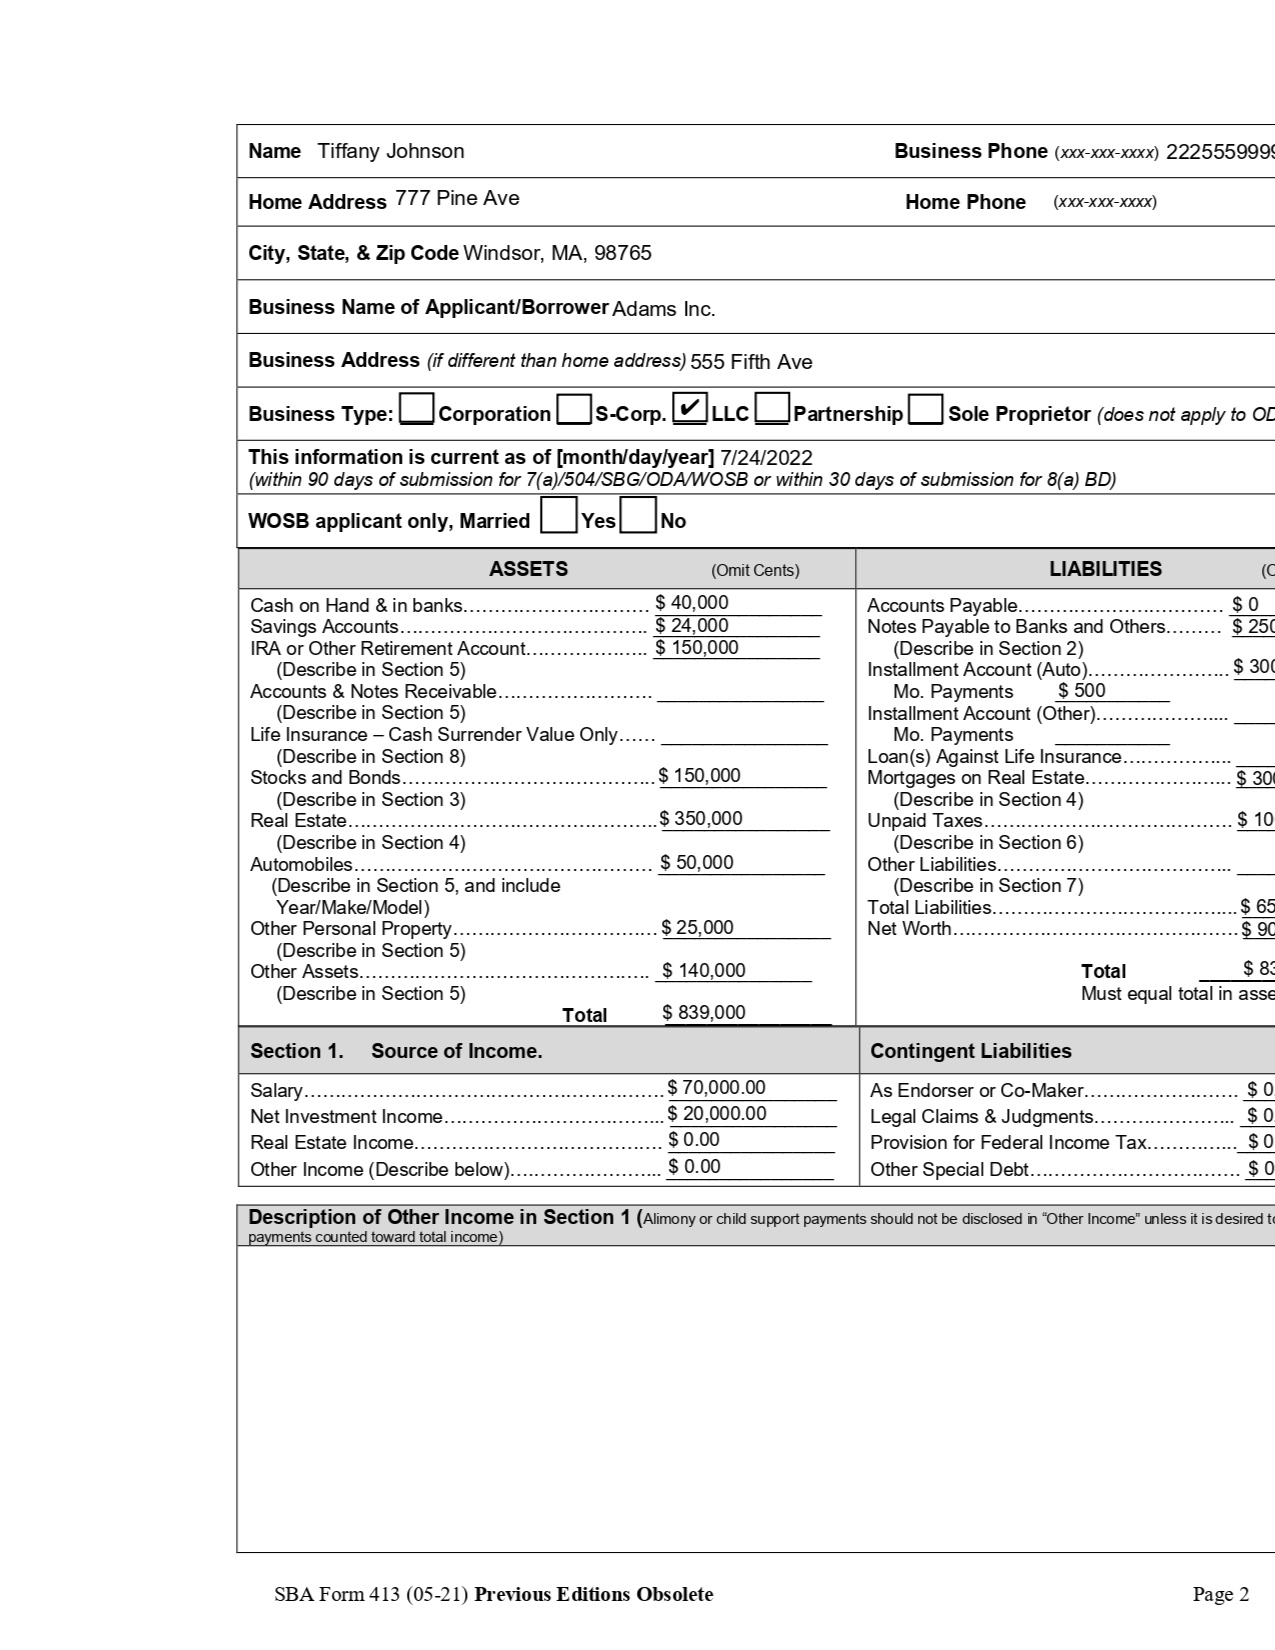 Name Tiffany Johnson Business Phone (xxx-xxx-xxxx) 2225559999
Home Address 777 Pine Ave Home Phone (xxx-xxx-xxxx)
City, State, & Zip Code Windsor, MA, 98765
Business Name of Applicant/Borrower Adams Inc.
Business Address (if different than home address) 555 Fifth Ave
Business Type: Corporation S-Corp. ✔ LLC Partnership Sole Proprietor (does not apply to OD
This information is current as of [month/day/year] 7/24/2022
(within 90 days of submission for 7(a)/504/SBG/ODA/WOSB or within 30 days of submission for 8(a) BD)
WOSB applicant only, Married Yes No
ASSETS (Omit Cents)
Cash on Hand & in banks………………………… $ 40,000
Savings Accounts…………………………………. $ 24,000
IRA or Other Retirement Account……………….. $ 150,000
(Describe in Section 5)
Accounts & Notes Receivable…………………….
(Describe in Section 5)
Life Insurance – Cash Surrender Value Only……
(Describe in Section 8)
Stocks and Bonds…………………………………. $ 150,000
(Describe in Section 3)
Real Estate………………………………………….. $ 350,000
(Describe in Section 4)
Automobiles………………………………………… $ 50,000
(Describe in Section 5, and include
Year/Make/Model)
Other Personal Property…………………………… $ 25,000
(Describe in Section 5)
Other Assets………………………………………. $ 140,000
(Describe in Section 5)
Total $ 839,000
LIABILITIES
Accounts Payable…………………………… $ 0
Notes Payable to Banks and Others……… $ 250
(Describe in Section 2)
Installment Account (Auto)………………….. $ 300
Mo. Payments $ 500
Installment Account (Other)………………....
Mo. Payments
Loan(s) Against Life Insurance……………...
Mortgages on Real Estate………………….. $ 300
(Describe in Section 4)
Unpaid Taxes………………………………… $ 10
(Describe in Section 6)
Other Liabilities………………………………..
(Describe in Section 7)
Total Liabilities………………………………….. $ 65
Net Worth……………………………………… $ 90
Total $ 83
Must equal total in asse
Section 1. Source of Income.
Salary………………………………………………. $ 70,000.00
Net Investment Income…………………………... $ 20,000.00
Real Estate Income………………………………. $ 0.00
Other Income (Describe below)………………….. $ 0.00
Contingent Liabilities
As Endorser or Co-Maker……………………. $ 0
Legal Claims & Judgments………………….. $ 0
Provision for Federal Income Tax………….. $ 0
Other Special Debt……………………………. $ 0
Description of Other Income in Section 1 (Alimony or child support payments should not be disclosed in “Other Income” unless it is desired to
payments counted toward total income)
SBA Form 413 (05-21) Previous Editions Obsolete Page 2